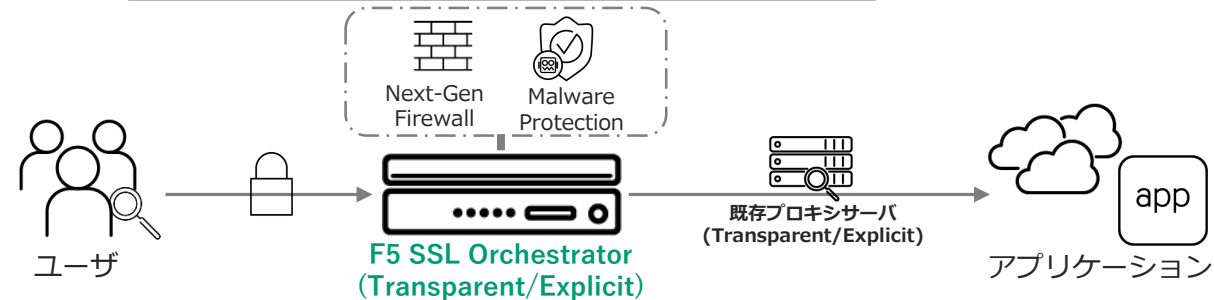 Next-Gen
Firewall
Malware
Protection
ユーザ
F5 SSL Orchestrator
(Transparent/Explicit)
既存プロキシサーバ
(Transparent/Explicit)
app
アプリケーション